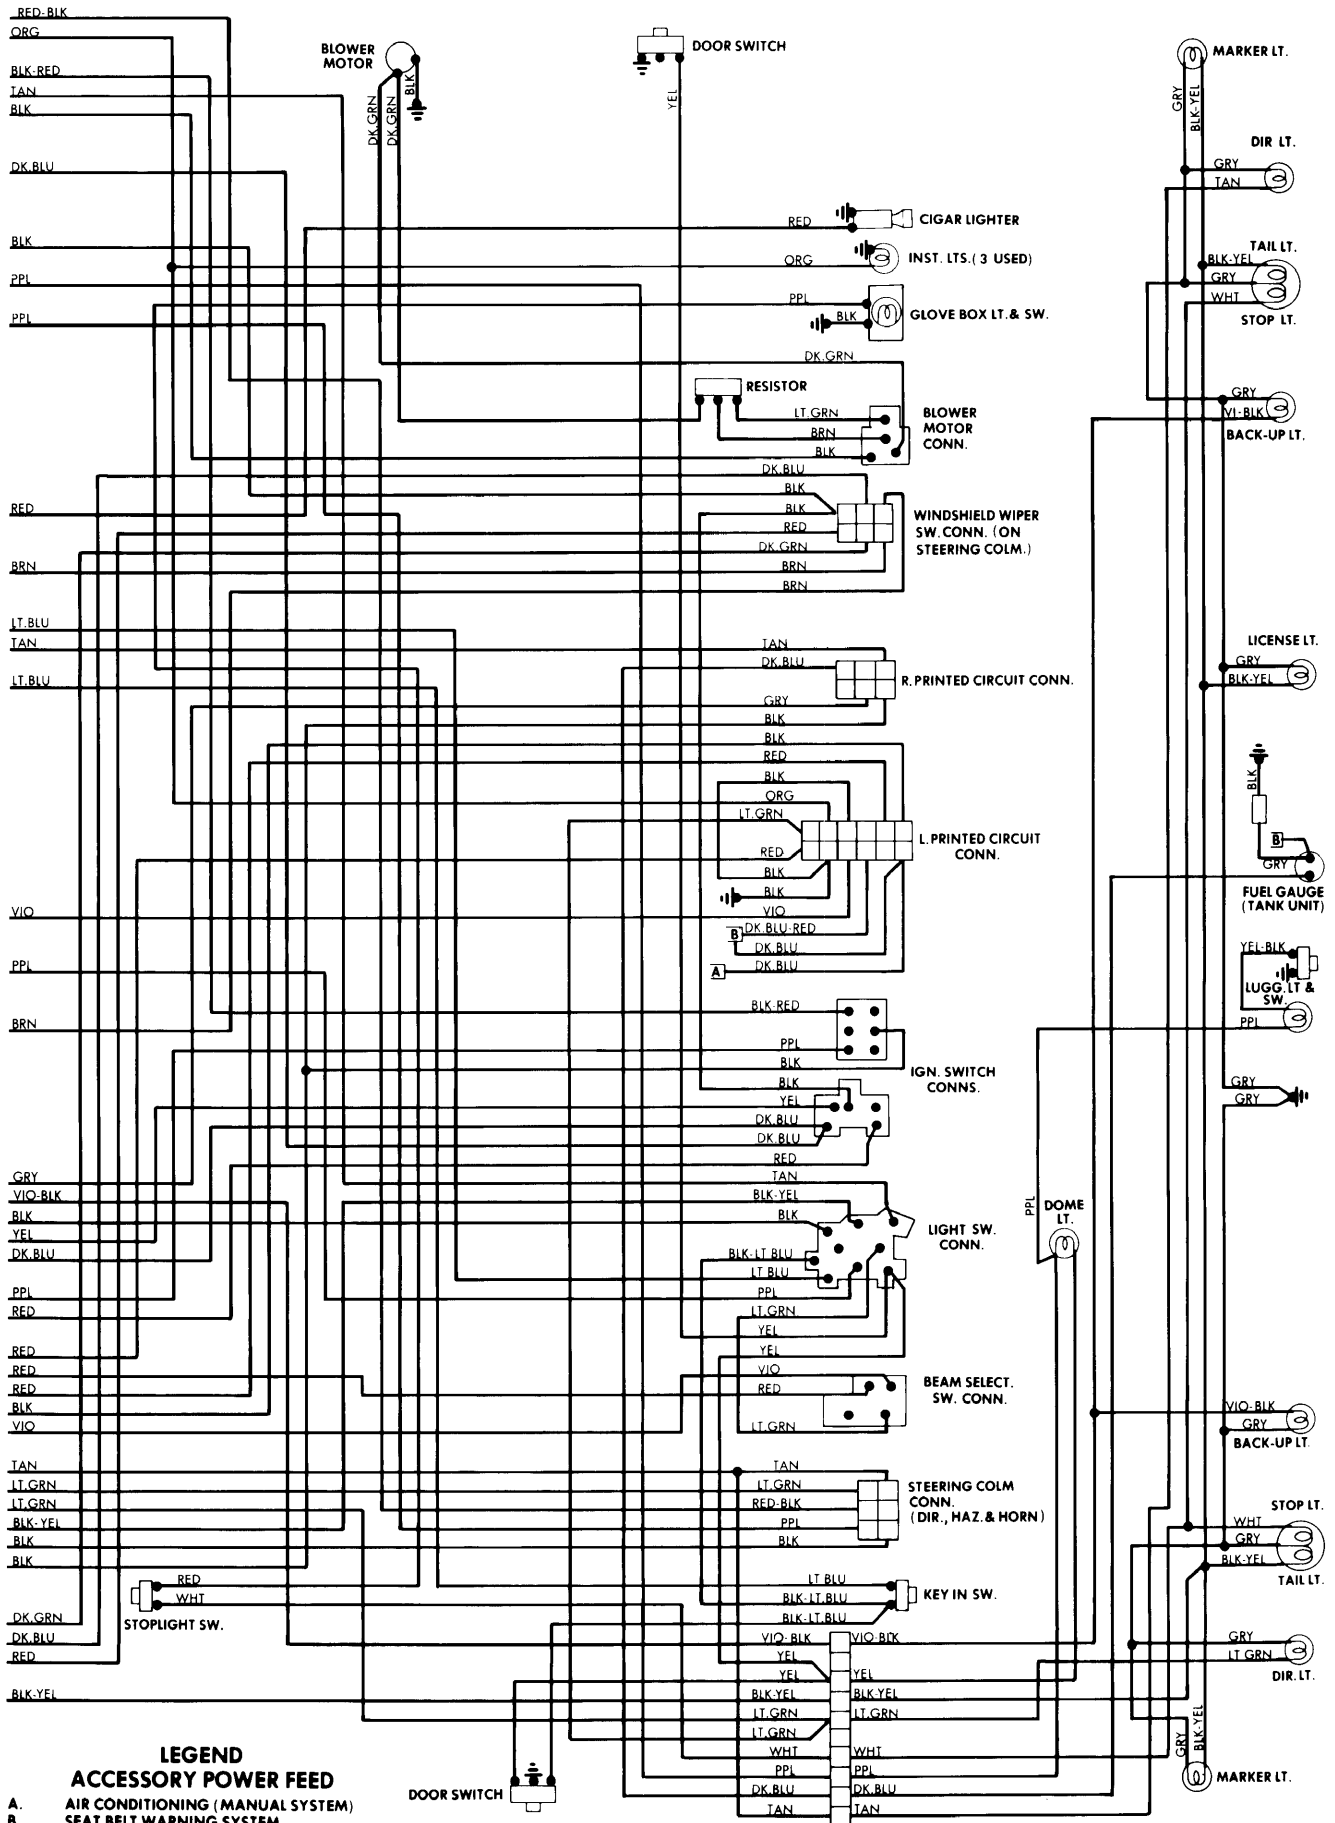 RED-BLK
ORG
BLK-RED
TAN
BLK
DK.BLU
BLK
PPL
PPL
RED
BRN
LT.BLU
TAN
LT.BLU
VIO
PPL
BRN
GRY
VIO-BLK
BLK
YEL
DK.BLU
PPL
RED
RED
RED
RED
BLK
VIO
TAN
LT.GRN
LT.GRN
BLK-YEL
BLK
BLK
DK.GRN
DK.BLU
RED
BLK-YEL
BLOWER
MOTOR
BLK
DK.GRN
DK.GRN
DOOR SWITCH
YEL
RED
CIGAR LIGHTER
ORG
INST. LTS.( 3 USED)
PPL
BLK
GLOVE BOX LT.& SW.
DK.GRN
RESISTOR
LT.GRN
BRN
BLK
BLOWER
MOTOR
CONN.
DK.BLU
BLK
BLK
RED
DK.GRN
BRN
BRN
WINDSHIELD WIPER
SW. CONN. (ON
STEERING COLM.)
TAN
DK.BLU
R.PRINTED CIRCUIT CONN.
GRY
BLK
BLK
RED
BLK
ORG
LT.GRN
RED
BLK
BLK
VIO
B
DK.BLU-RED
DK.BLU
A
DK.BLU
L.PRINTED CIRCUIT
CONN.
BLK-RED
PPL
BLK
IGN. SWITCH
CONNS.
BLK
YEL
DK.BLU
DK.BLU
RED
TAN
BLK-YEL
BLK
BLK-LT BLU
LT BLU
PPL
LT.GRN
YEL
YEL
LIGHT SW.
CONN.
VIO
RED
LT.GRN
BEAM SELECT.
SW. CONN.
TAN
LT.GRN
RED-BLK
PPL
BLK
STEERING COLM
CONN.
(DIR., HAZ.& HORN)
RED
WHT
STOPLIGHT SW.
LT BLU
BLK-LT.BLU
BLK-LT.BLU
KEY IN SW.
VIO-BLK
YEL
YEL
BLK-YEL
LT.GRN
LT.GRN
WHT
PPL
DK.BLU
TAN
VIO-BLK
YEL
BLK-YEL
LT.GRN
WHT
PPL
DK.BLU
TAN
DOOR SWITCH
MARKER LT.
GRY
BLK-YEL
DIR LT.
GRY
TAN
TAIL LT.
BLK-YEL
GRY
WHT
STOP LT.
GRY
VI-BLK
BACK-UP LT.
LICENSE LT.
GRY
BLK-YEL
BLK
B
GRY
FUEL GAUGE
(TANK UNIT)
YEL-BLK
LUGG.LT &
SW.
PPL
GRY
GRY
PPL
DOME
LT.
VIO-BLK
GRY
BACK-UP LT.
STOP LT.
WHT
GRY
BLK-YEL
TAIL LT.
GRY
LT GRN
DIR. LT.
GRY
BLK-YEL
MARKER LT.
LEGEND
ACCESSORY POWER FEED
A. AIR CONDITIONING (MANUAL SYSTEM)
B. SEAT BELT WARNING SYSTEM